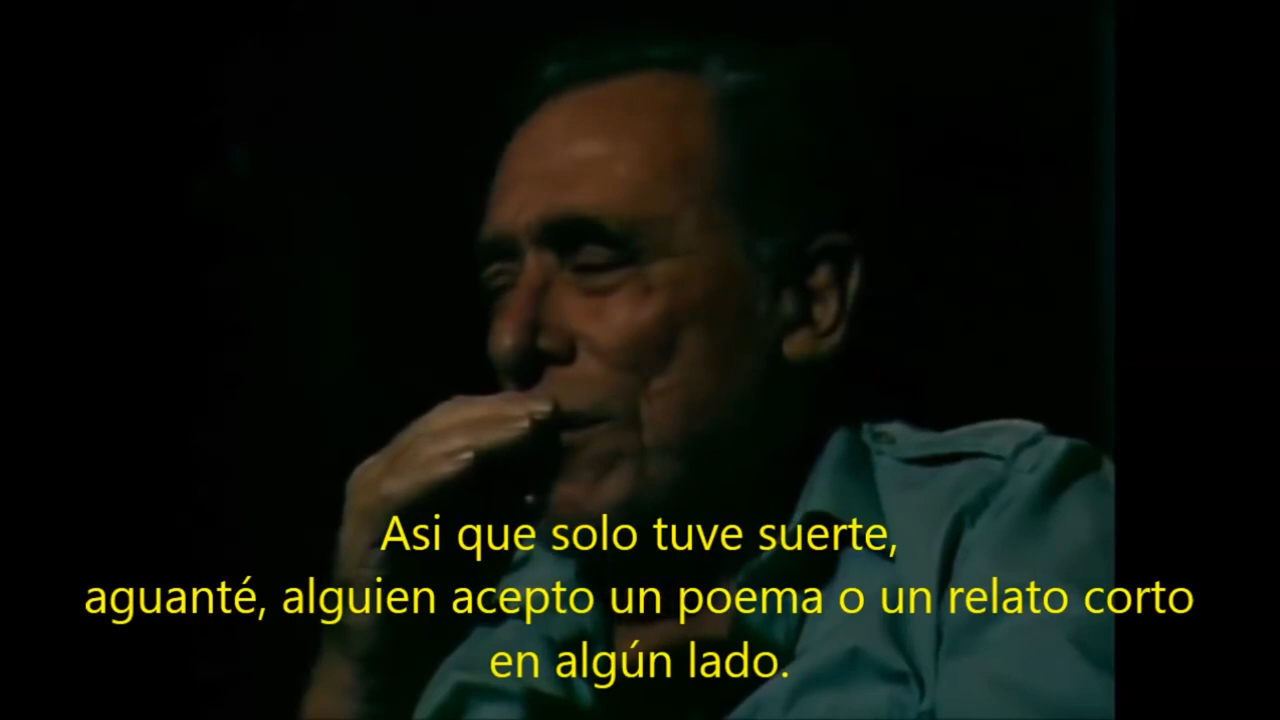 Asi que solo tuve suerte,
aguanté, alguien acepto un poema o un relato corto
en algún lado.